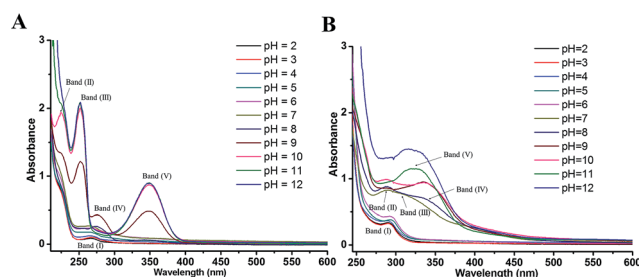 A
3
2
1
0
Absorbance
Band (II)
Band (III)
Band (V)
Band (IV)
Band (I)
300
400
500
600
Wavelength (nm)
pH = 2
pH = 3
pH = 4
pH = 5
pH = 6
pH = 7
pH = 8
pH = 9
pH = 10
pH = 11
pH = 12
B
3
2
1
0
Absorbance
Band (V)
Band (IV)
Band (II)
Band (III)
Band (I)
250
300
350
400
450
500
550
600
Wavelength (nm)
pH=2
pH=3
pH=4
pH=5
pH=6
pH=7
pH=8
pH=9
pH=10
pH=11
pH=12